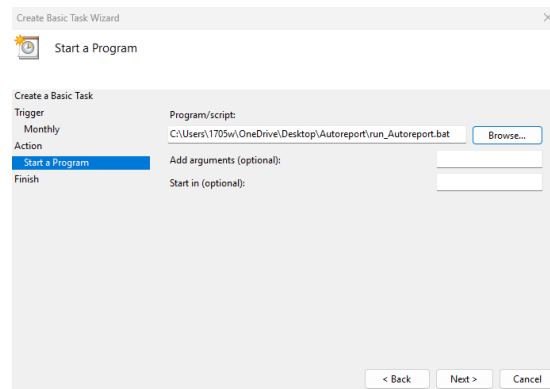 Create Basic Task Wizard
Start a Program
Create a Basic Task
Trigger
Monthly
Action
Start a Program
Finish
Program/script:
C:\Users\1705w\OneDrive\Desktop\Autoreport\run_Autoreport.bat
Browse...
Add arguments (optional):
Start in (optional):
< Back
Next >
Cancel